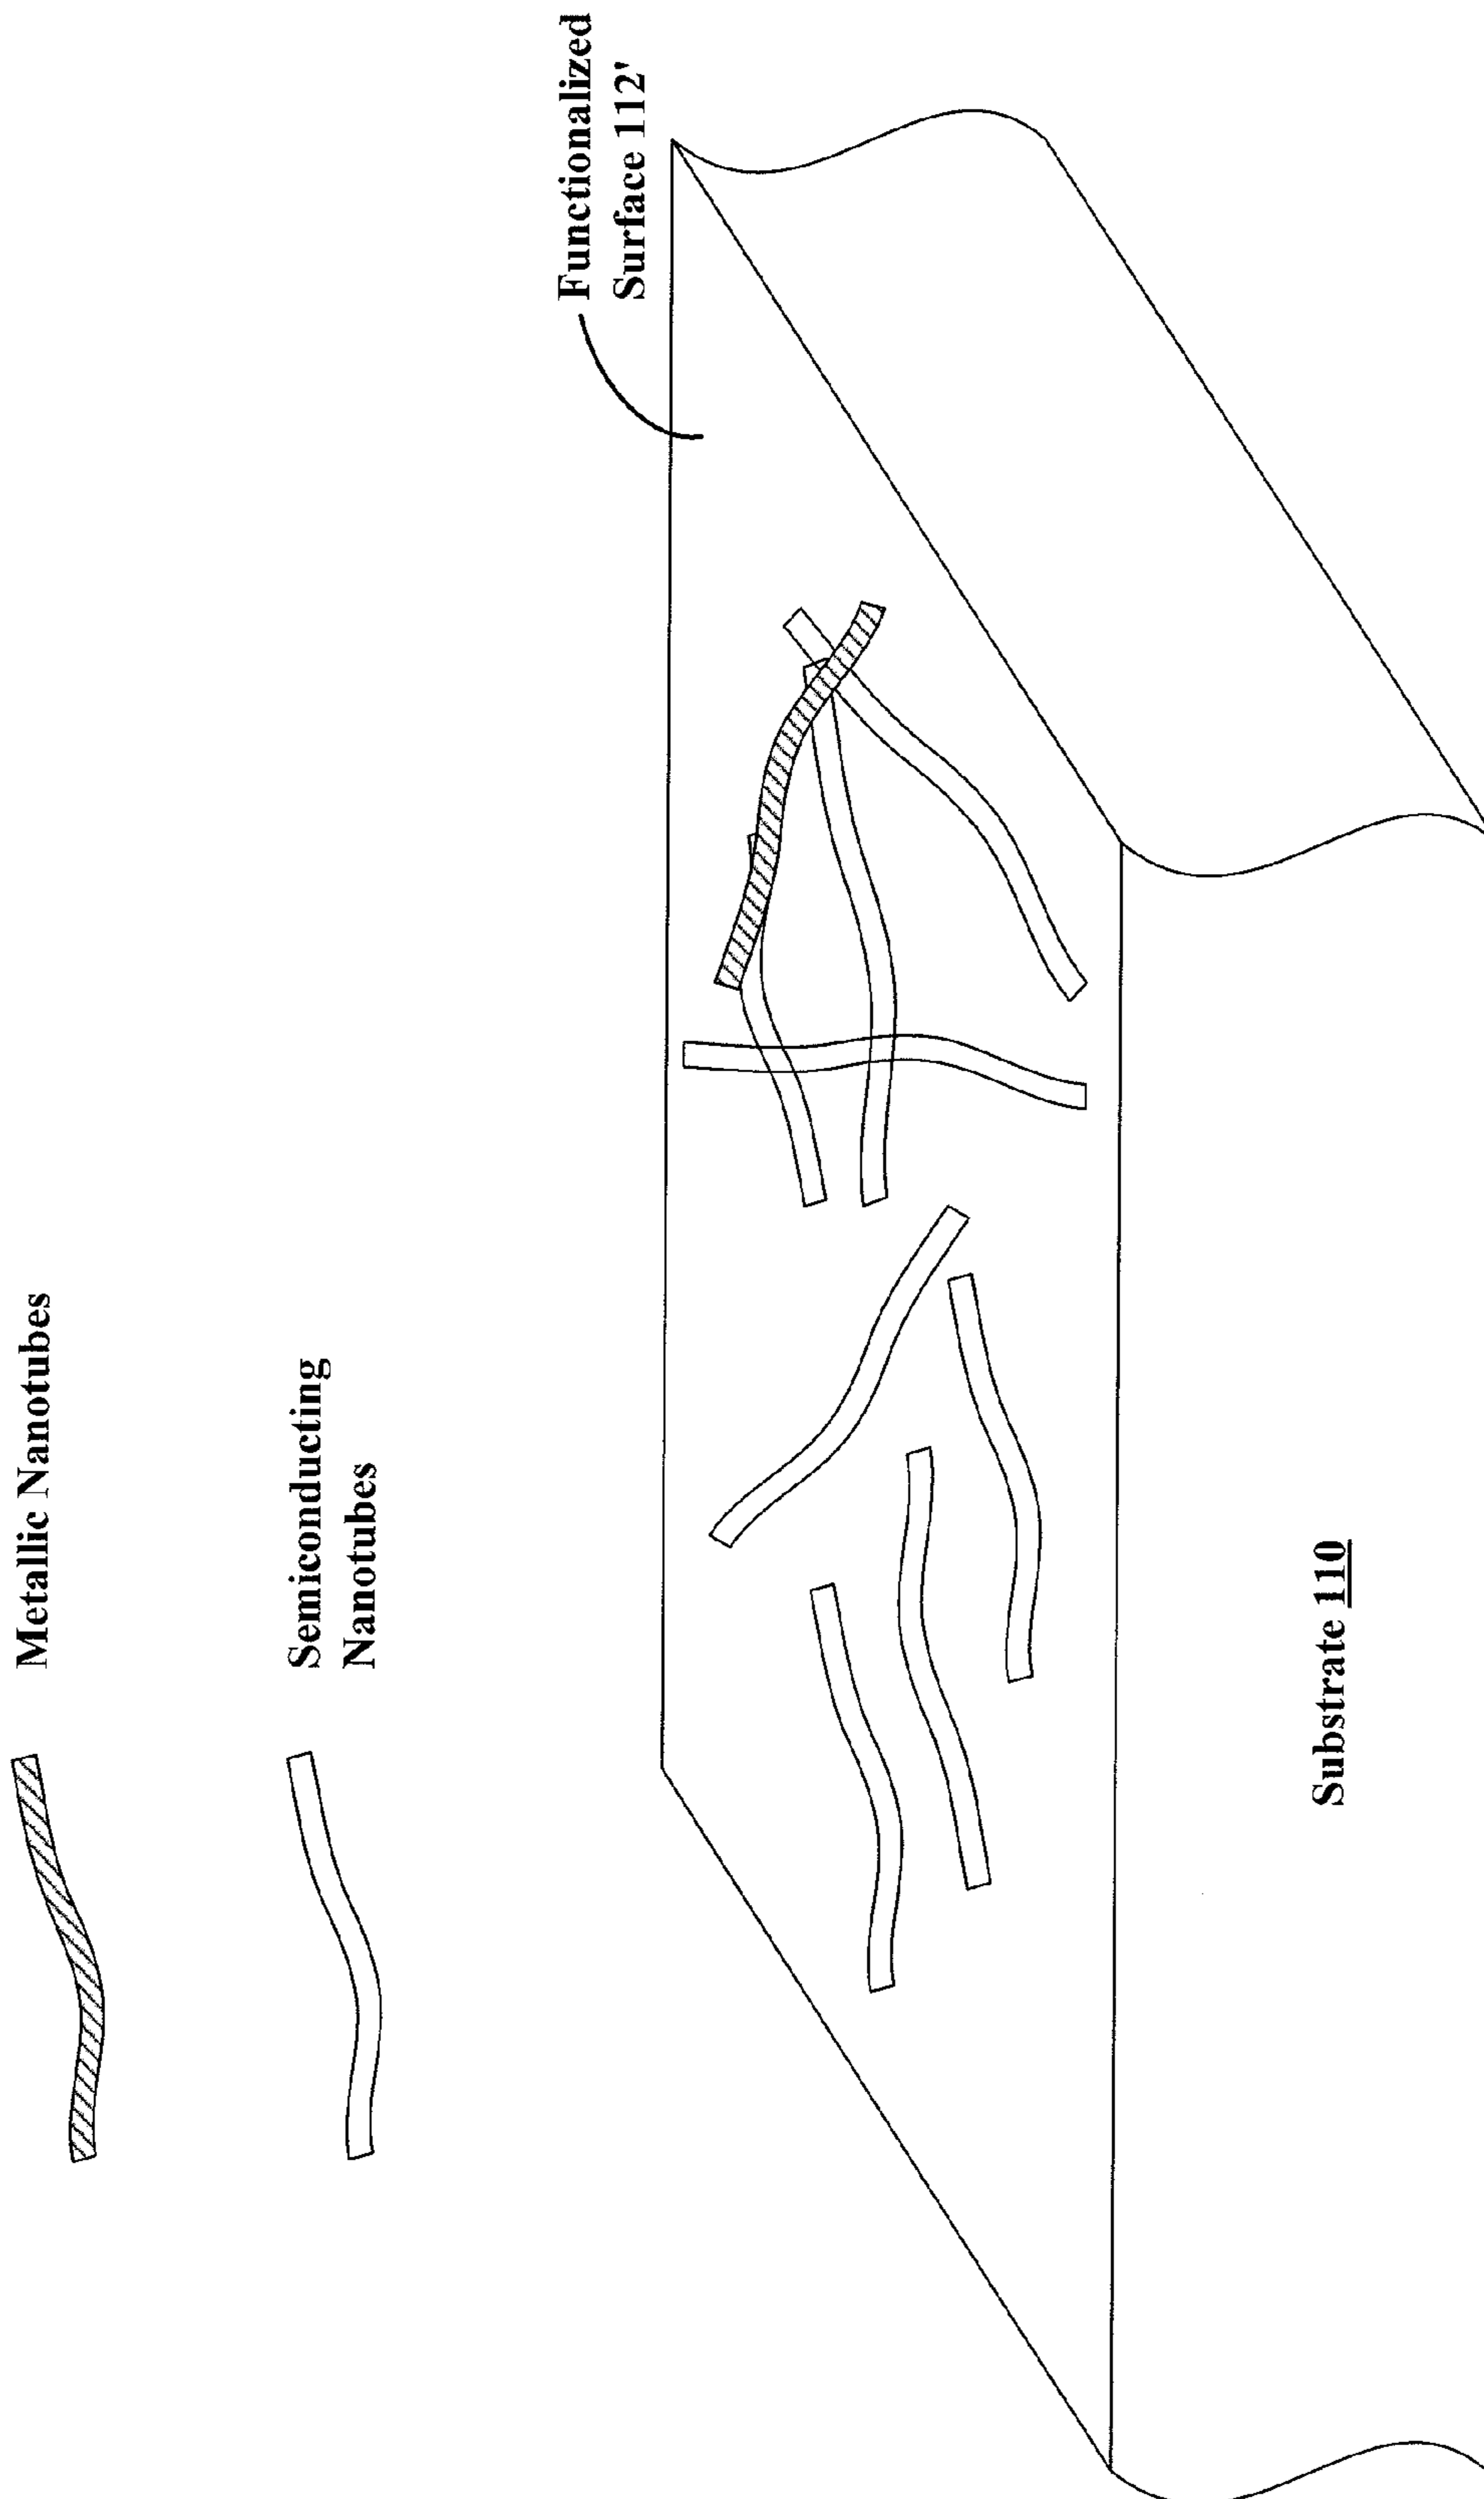 Metallic Nanotubes
Semiconducting
Nanotubes
Functionalized
Surface 112'
Substrate 110